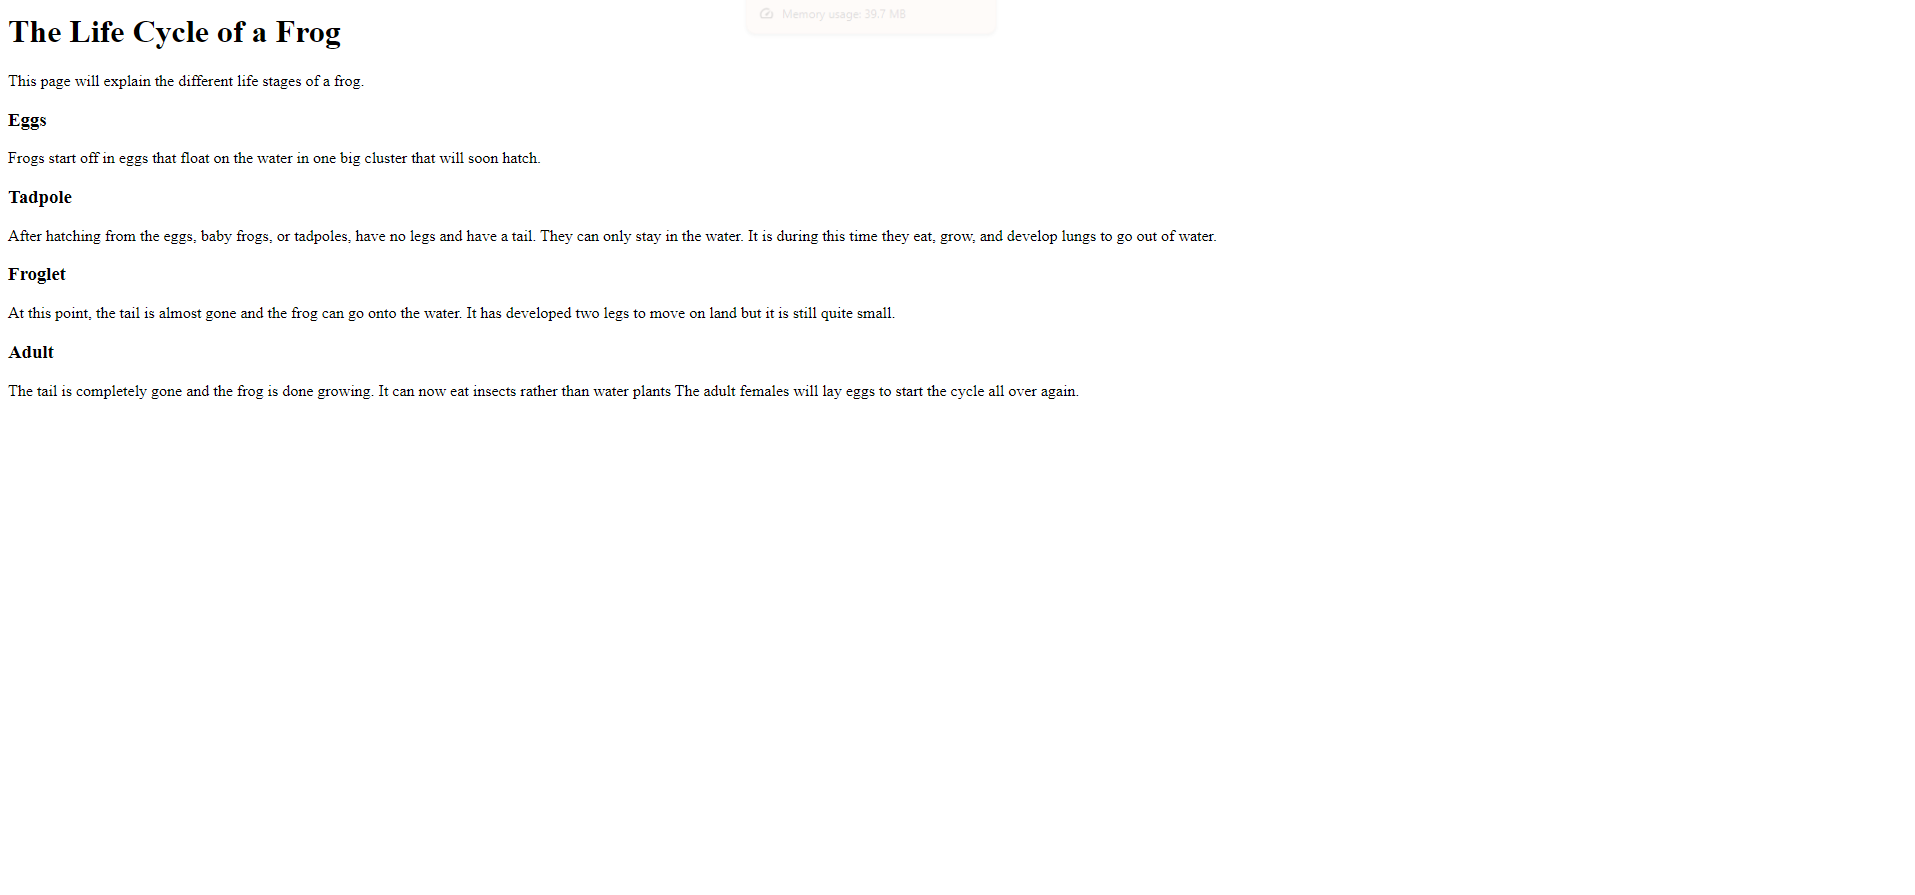 Memory usage: 39.7 MB
The Life Cycle of a Frog
This page will explain the different life stages of a frog.
Eggs
Frogs start off in eggs that float on the water in one big cluster that will soon hatch.
Tadpole
After hatching from the eggs, baby frogs, or tadpoles, have no legs and have a tail. They can only stay in the water. It is during this time they eat, grow, and develop lungs to go out of water.
Froglet
At this point, the tail is almost gone and the frog can go onto the water. It has developed two legs to move on land but it is still quite small.
Adult
The tail is completely gone and the frog is done growing. It can now eat insects rather than water plants The adult females will lay eggs to start the cycle all over again.